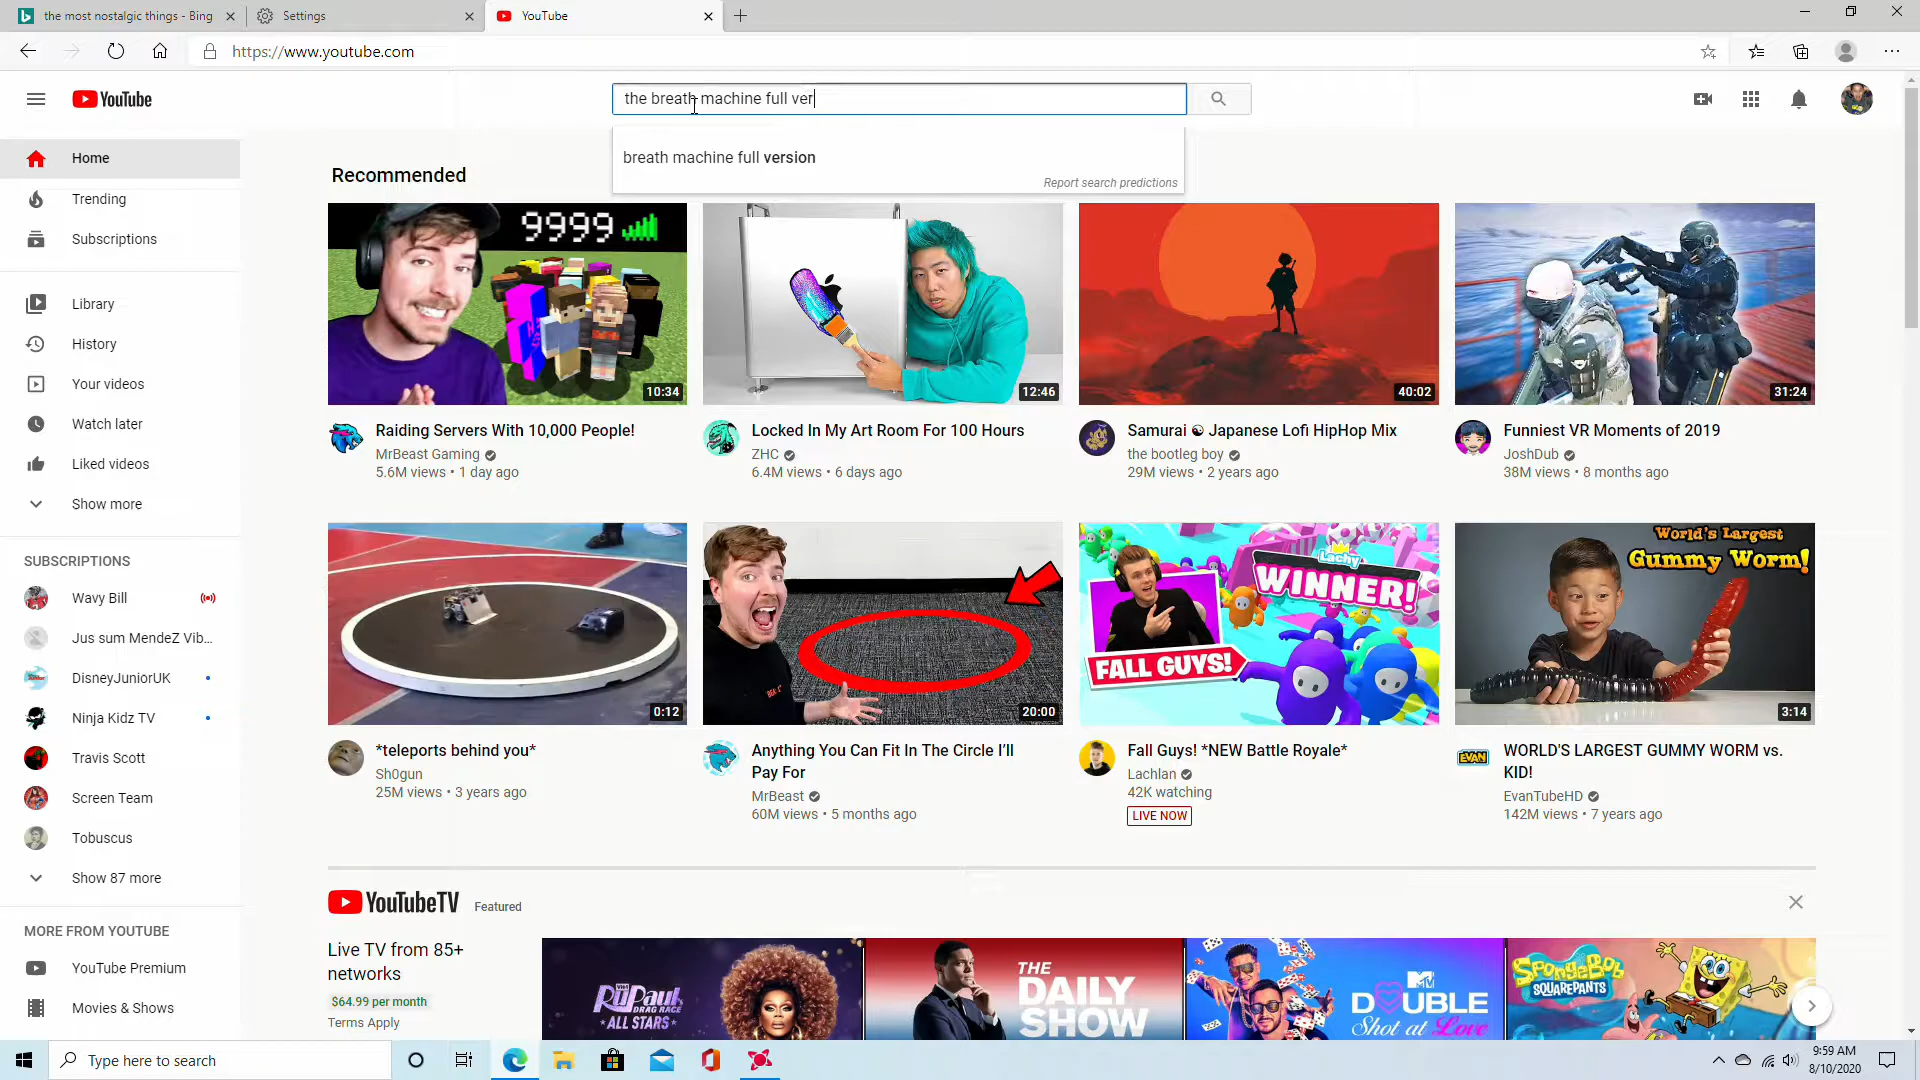 the most nostalgic things - Bing
Settings
YouTube
https://www.youtube.com
YouTube
the breath machine full ver
breath machine full version
Report search predictions
Home
Trending
Subscriptions
Library
History
Your videos
Watch later
Liked videos
Show more
SUBSCRIPTIONS
Wavy Bill
Jus sum MendeZ Vib...
DisneyJuniorUK
Ninja Kidz TV
Travis Scott
Screen Team
Tobuscus
Show 87 more
MORE FROM YOUTUBE
YouTube Premium
Movies & Shows
Recommended
9999
10:34
Raiding Servers With 10,000 People!
MrBeast Gaming
5.6M views • 1 day ago
12:46
Locked In My Art Room For 100 Hours
ZHC
6.4M views • 6 days ago
40:02
Samurai ☯ Japanese Lofi HipHop Mix
the bootleg boy
29M views • 2 years ago
31:24
Funniest VR Moments of 2019
JoshDub
38M views • 8 months ago
0:12
*teleports behind you*
Sh0gun
25M views • 3 years ago
20:00
Anything You Can Fit In The Circle I'll
Pay For
MrBeast
60M views • 5 months ago
Lachy
WINNER!
FALL GUYS!
Fall Guys! *NEW Battle Royale*
Lachlan
42K watching
LIVE NOW
World's Largest
Gummy Worm!
3:14
EVAN
WORLD'S LARGEST GUMMY WORM vs.
KID!
EvanTubeHD
142M views • 7 years ago
YouTubeTV
Featured
Live TV from 85+
networks
$64.99 per month
Terms Apply
RuPaul's
DRAG RACE
*ALL STARS*
THE
DAILY
SHOW
MTV
DOUBLE
Shot at Love
SpongeBob
SQUAREPANTS
Type here to search
9:59 AM
8/10/2020